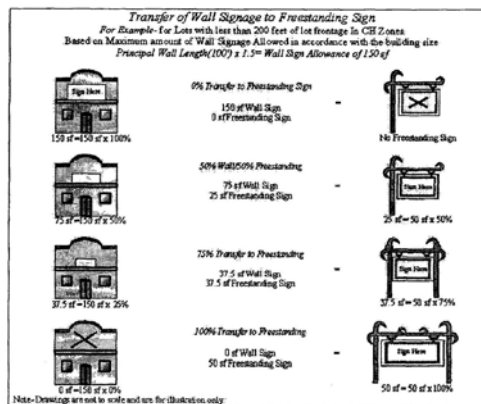 Transfer of Wall Signage to Freestanding Sign
For Example- for Lots with less than 200 feet of lot frontage In CH Zones
Based on Maximum amount of Wall Signage Allowed in accordance with the building size
Principal Wall Length(100') x 1.5= Wall Sign Allowance of 150 sf
Sign Here
150 sf =150 sf x 100%
0% Transfer to Freestanding Sign
150 sf Wall Sign
0 sf Freestanding Sign
=
No Freestanding Sign
75 sf =150 sf x 50%
50% Wall/50% Freestanding
75 sf Wall Sign
25 sf Freestanding Sign
=
Sign Here
25 sf = 50 sf x 50%
37.5 sf =150 sf x 25%
75% Transfer to Freestanding
37.5 sf Wall Sign
37.5 sf Freestanding Sign
=
Sign Here
37.5 sf = 50 sf x 75%
0 sf =150 sf x 0%
100% Transfer to Freestanding
0 sf Wall Sign
50 sf Freestanding Sign
=
Sign Here
50 sf = 50 sf x 100%
Note- Drawings are not to scale and are for illustration only.